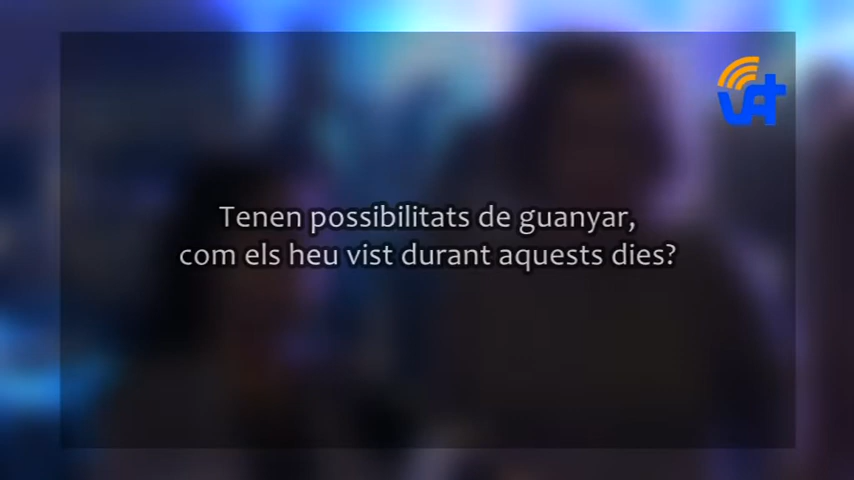 Tenen possibilitats de guanyar,
com els heu vist durant aquests dies?